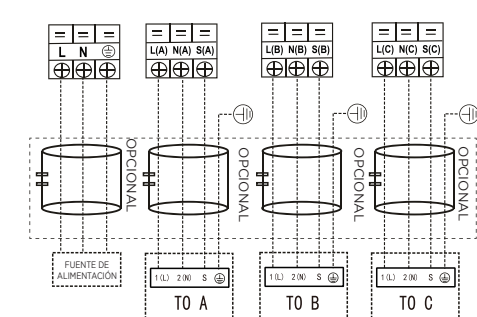 L N
L(A) N(A) S(A)
L(B) N(B) S(B)
L(C) N(C) S(C)
OPCIONAL
OPCIONAL
OPCIONAL
OPCIONAL
FUENTE DE
ALIMENTACIÓN
1(L) 2(N) S
TO A
1(L) 2(N) S
TO B
1(L) 2(N) S
TO C